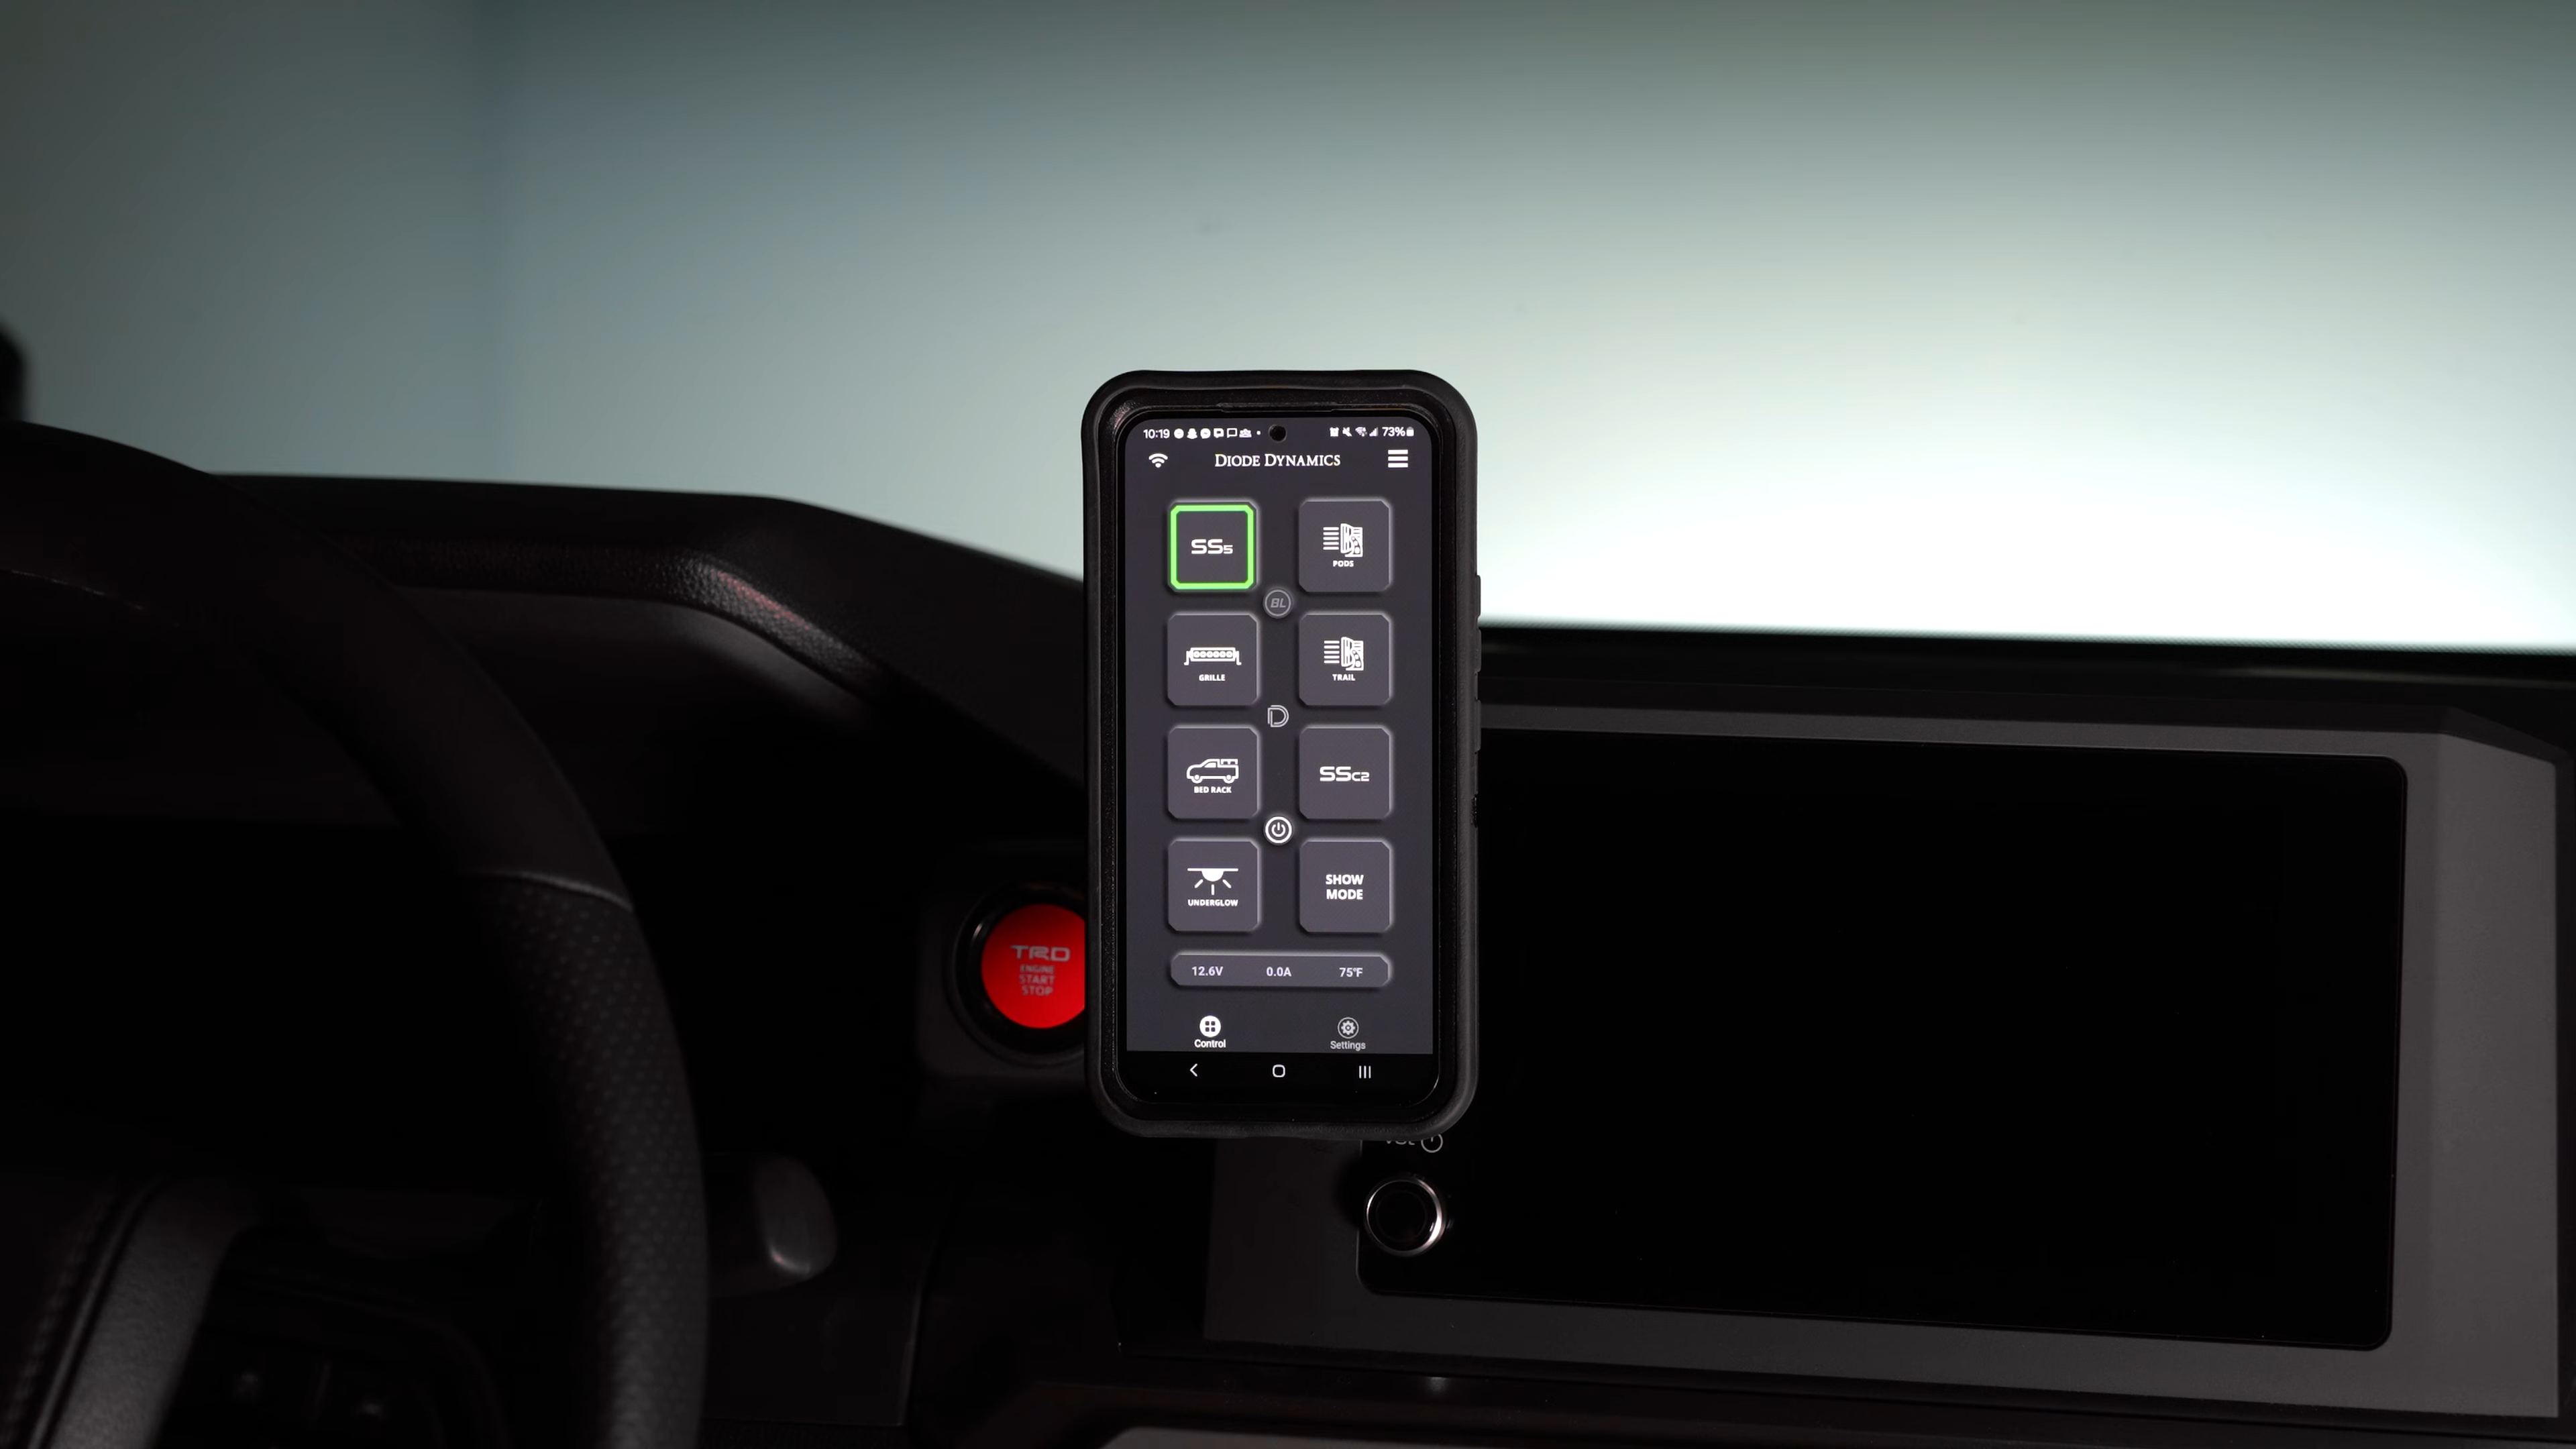 10:19 73%
DIODE DYNAMICS
SS5
PODS
BL
GRILLE
TRAIL
D
BED RACK
SSC2
UNDERGLOW
SHOW
MODE
12.6V 0.0A 75°F
Control Settings
TRD
ENGINE
START
STOP
VOL